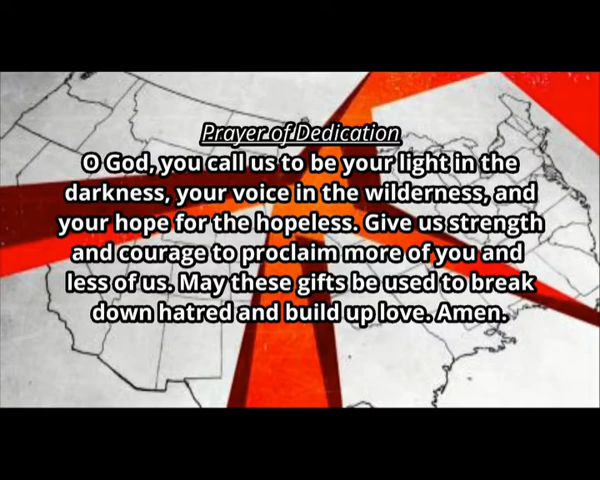 Prayer of Dedication
O God, you call us to be your light in the
darkness, your voice in the wilderness, and
your hope for the hopeless. Give us strength
and courage to proclaim more of you and
less of us. May these gifts be used to break
down hatred and build up love. Amen.